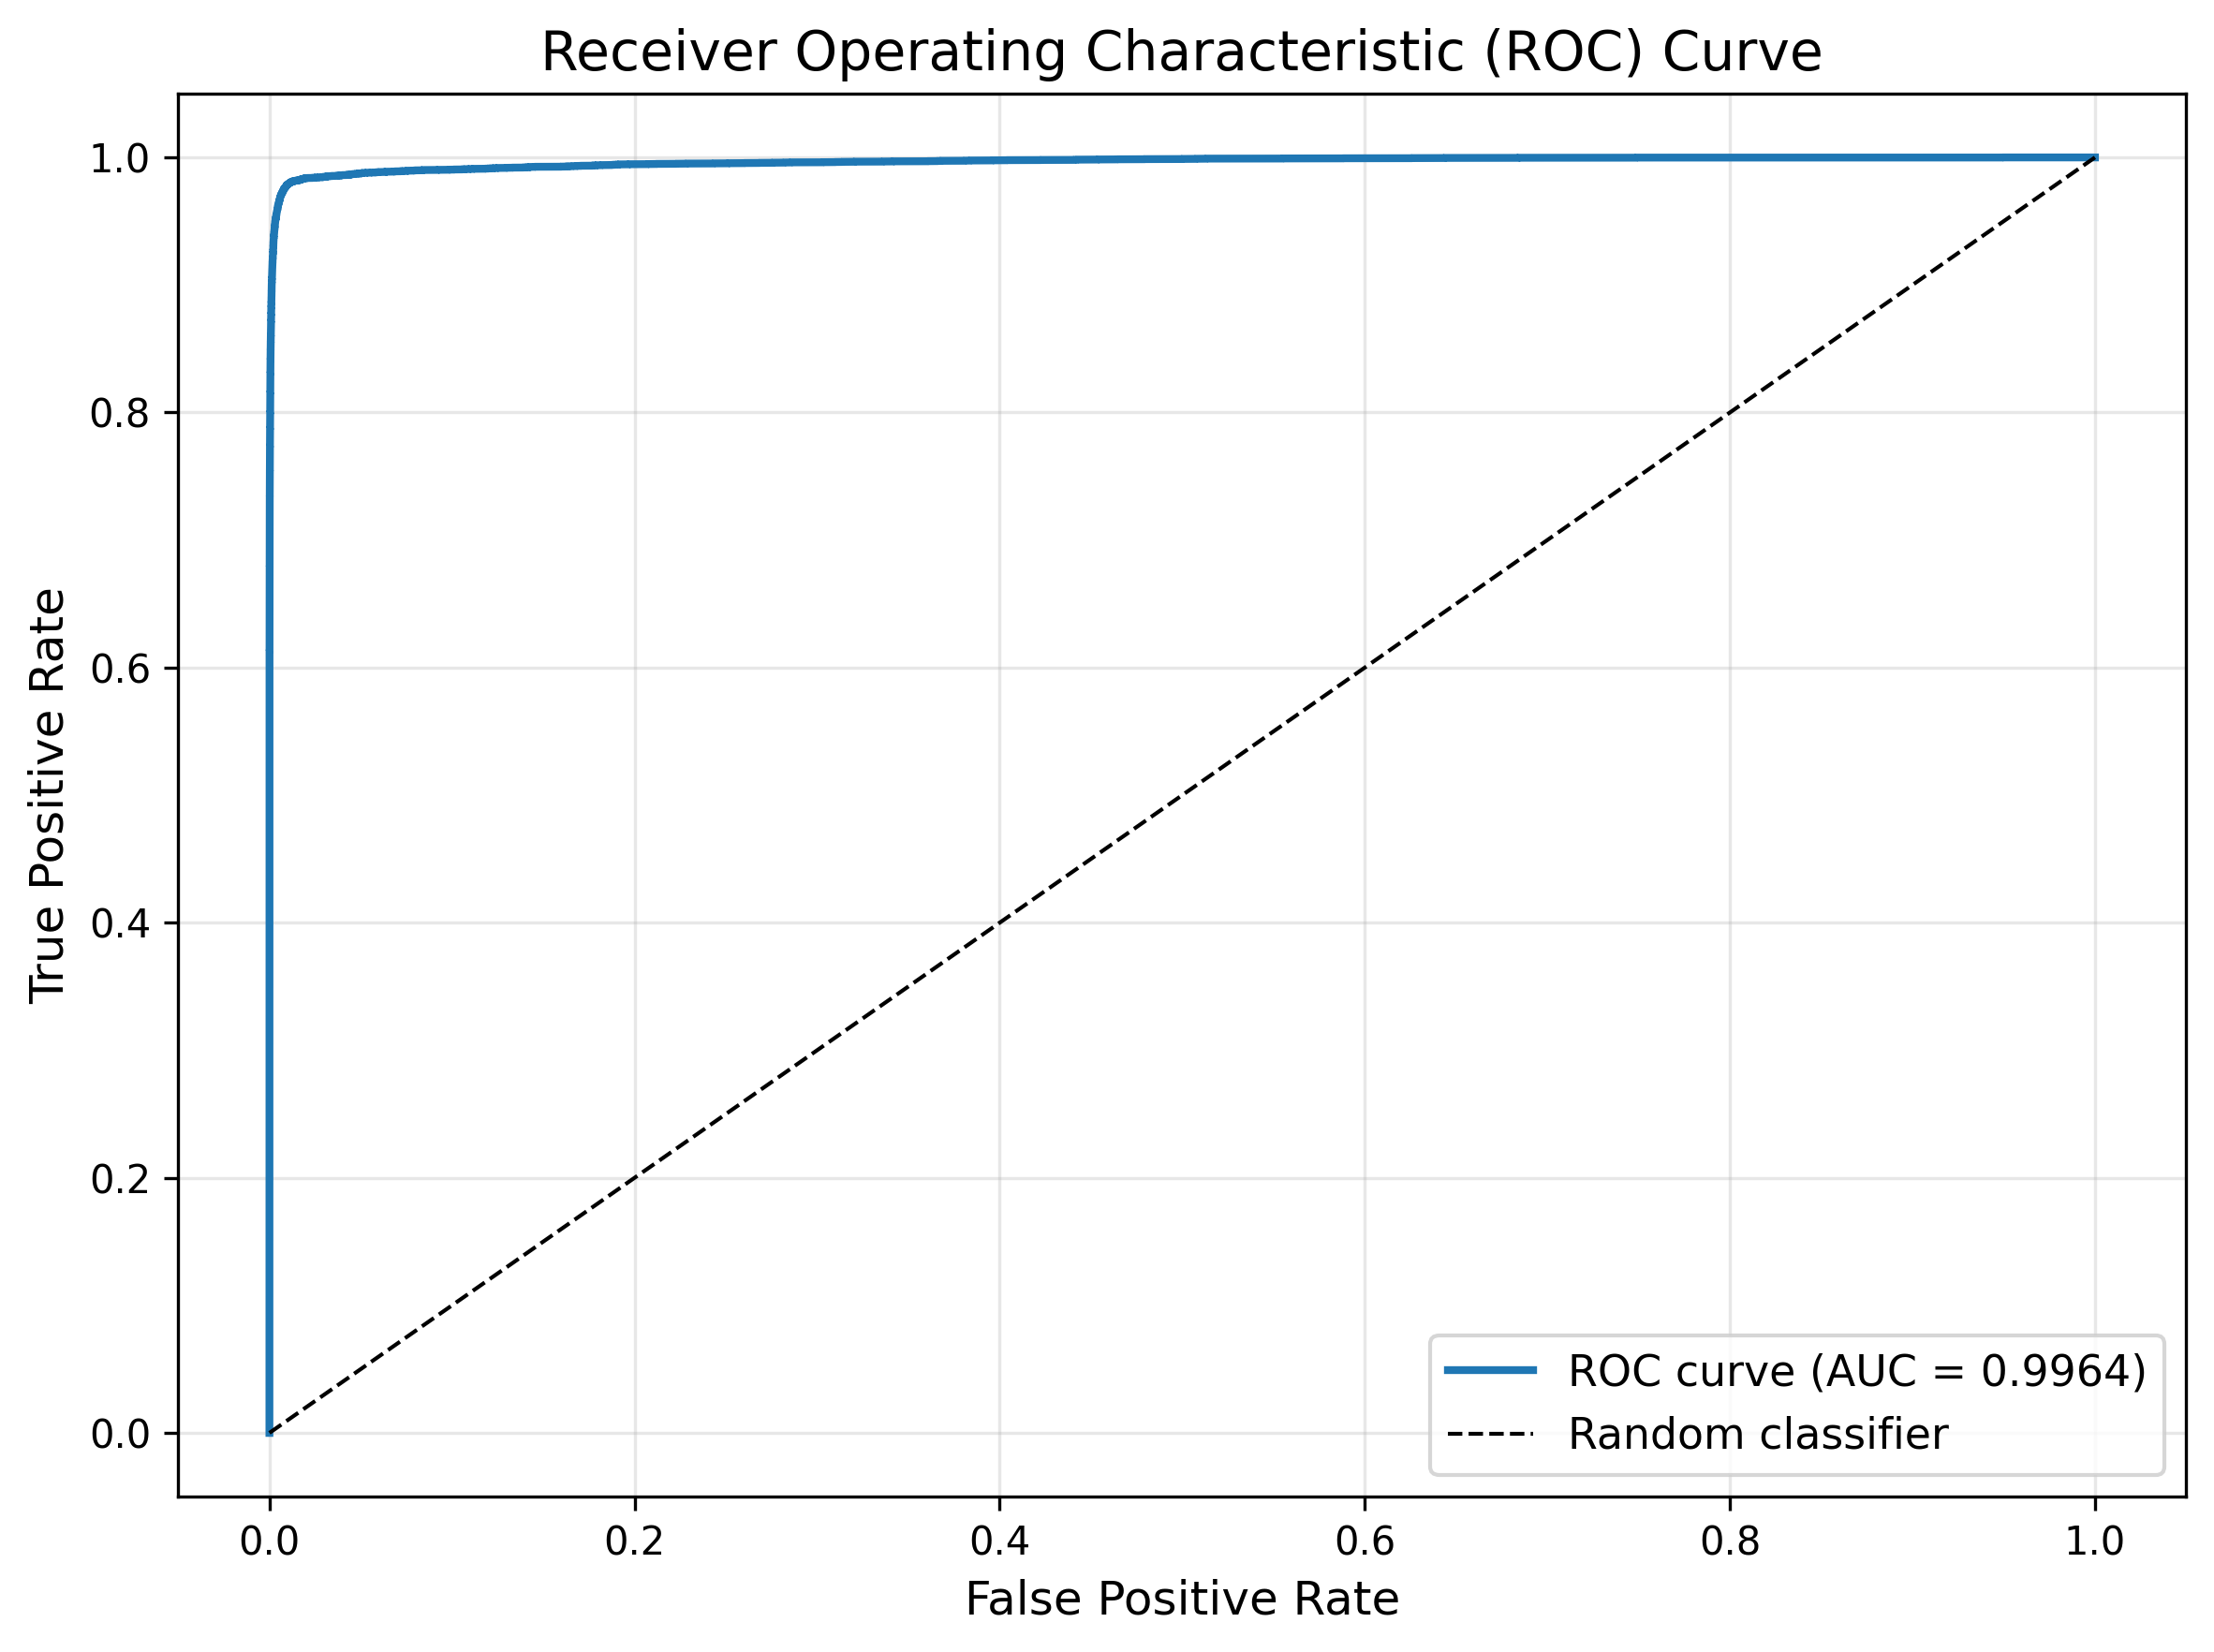 Receiver Operating Characteristic (ROC) Curve
True Positive Rate
1.0
0.8
0.6
0.4
0.2
0.0
ROC curve (AUC = 0.9964)
Random classifier
0.0 0.2 0.4 0.6 0.8 1.0
False Positive Rate